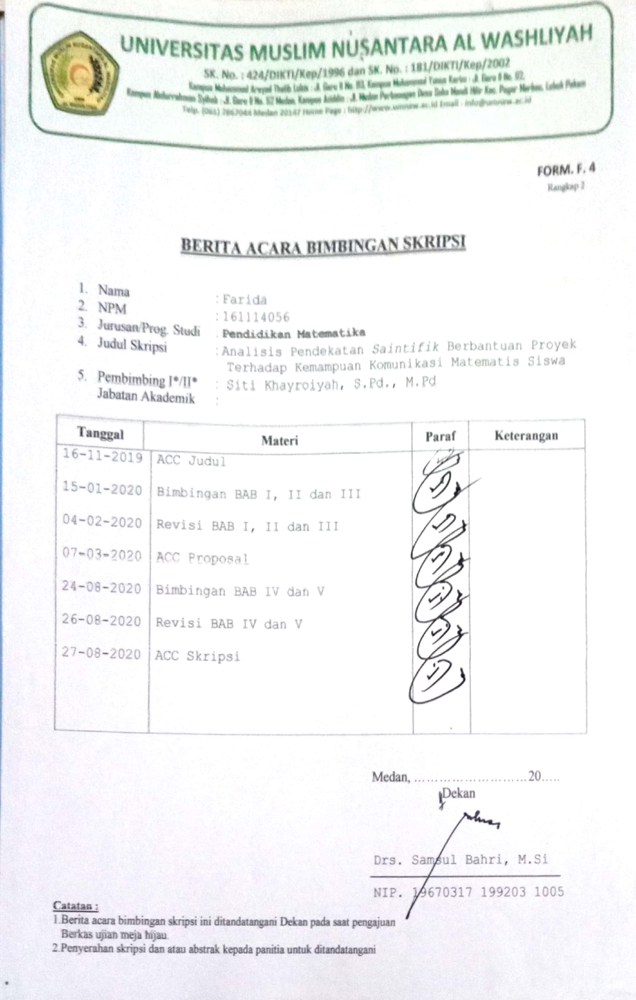 UNIVERSITAS MUSLIM NUSANTARA AL WASHLIYAH
SK. No. : 424/DIKTI/Kep/1996 dan SK. No. : 181/DIKTI/Kep/2002
Kampus Muhammad Arsyad Thalib Lubis : Jl. Garu II No. 93, Kampus Muhammad Yunus Karim : Jl. Garu II No. 02,
Kampus Abdurrahman Syihab : Jl. Garu II No. 52 Medan, Kampus Aziddin : Jl. Medan Perbaungan Desa Suka Mandi Hilir Kec. Pagar Merbau, Lubuk Pakam
Telp. (061) 7867044 Medan 20147 Home Page : http://www.umnaw.ac.id Email : info@umnaw.ac.id
FORM. F. 4
Rangkap 2
BERITA ACARA BIMBINGAN SKRIPSI
1. Nama : Farida
2. NPM : 161114056
3. Jurusan/Prog. Studi : Pendidikan Matematika
4. Judul Skripsi : Analisis Pendekatan Saintifik Berbantuan Proyek
Terhadap Kemampuan Komunikasi Matematis Siswa
5. Pembimbing I*/II* : Siti Khayroiyah, S.Pd., M.Pd
Jabatan Akademik :
Tanggal Materi Paraf Keterangan
16-11-2019 ACC Judul
15-01-2020 Bimbingan BAB I, II dan III
04-02-2020 Revisi BAB I, II dan III
07-03-2020 ACC Proposal
24-08-2020 Bimbingan BAB IV dan V
26-08-2020 Revisi BAB IV dan V
27-08-2020 ACC Skripsi
Medan, ...........................20.....
Dekan
Drs. Samsul Bahri, M.Si
NIP. 19670317 199203 1005
Catatan :
1.Berita acara bimbingan skripsi ini ditandatangani Dekan pada saat pengajuan
Berkas ujian meja hijau.
2.Penyerahan skripsi dan atau abstrak kepada panitia untuk ditandatangani